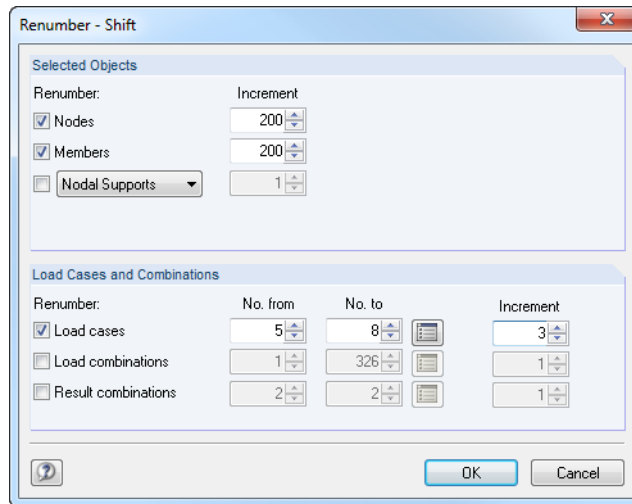 Renumber - Shift
Selected Objects
Renumber: Increment
Nodes 200
Members 200
Nodal Supports 1
Load Cases and Combinations
Renumber: No. from No. to Increment
Load cases 5 8 3
Load combinations 1 326 1
Result combinations 2 2 1
OK Cancel